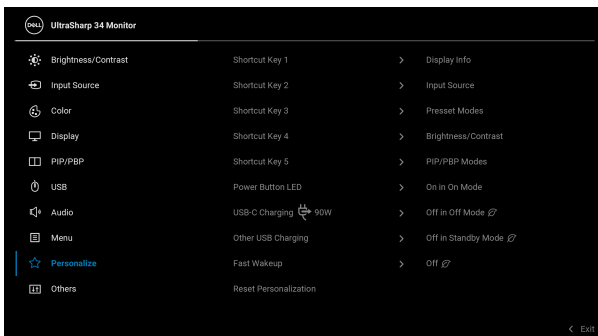 DELL UltraSharp 34 Monitor
Brightness/Contrast Shortcut Key 1 > Display Info
Input Source Shortcut Key 2 > Input Source
Color Shortcut Key 3 > Presset Modes
Display Shortcut Key 4 > Brightness/Contrast
PIP/PBP Shortcut Key 5 > PIP/PBP Modes
USB Power Button LED > On in On Mode
Audio USB-C Charging 90W > Off in Off Mode
Menu Other USB Charging > Off in Standby Mode
Personalize Fast Wakeup > Off
Others Reset Personalization
< Exit